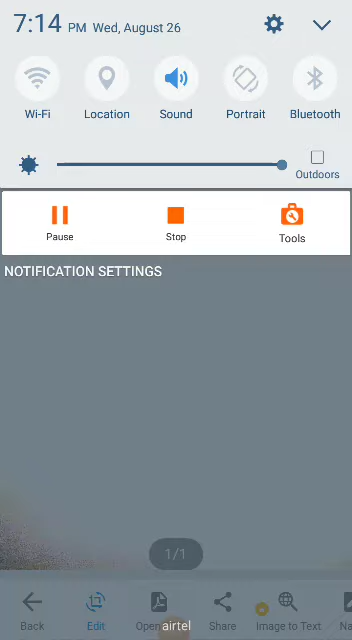 7:14 PM Wed, August 26
Wi-Fi Location Sound Portrait Bluetooth
Outdoors
Pause Stop Tools
NOTIFICATION SETTINGS
1/1
Back Edit Open Share Image to Text Na
airtel